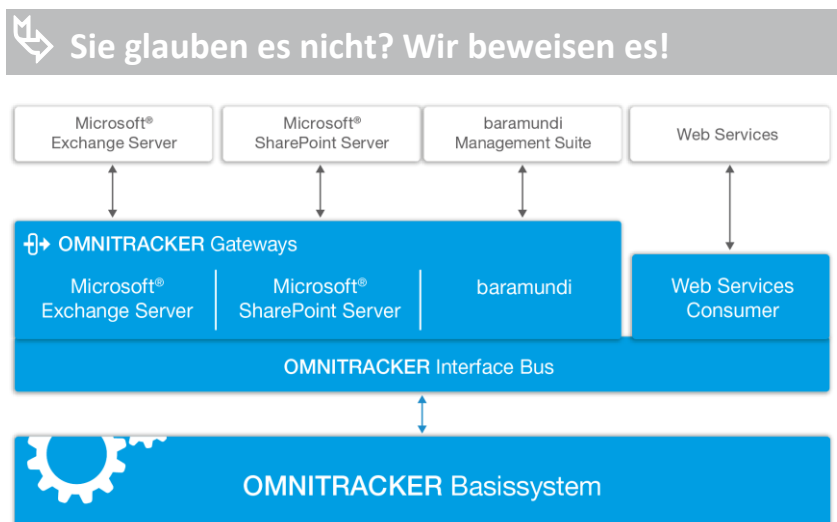 Sie glauben es nicht? Wir beweisen es!
Microsoft®
Exchange Server
Microsoft®
SharePoint Server
baramundi
Management Suite
Web Services
OMNITRACKER Gateways
Microsoft®
Exchange Server
Microsoft®
SharePoint Server
baramundi
Web Services
Consumer
OMNITRACKER Interface Bus
OMNITRACKER Basissystem